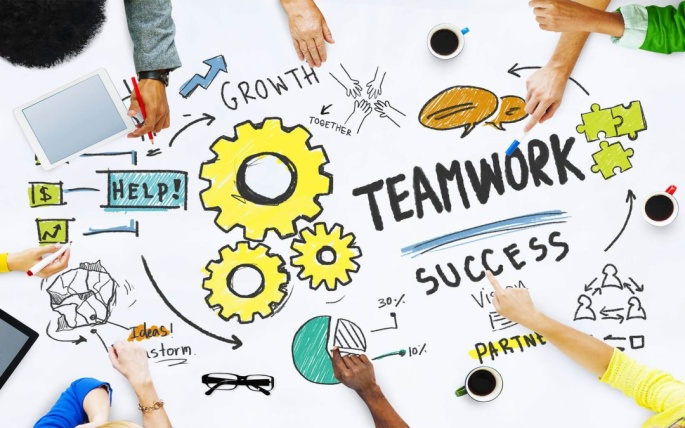 GROWTH
TOGETHER
TEAMWORK
$
HELP!
SUCCESS
30%
10%
Ideas!
PARTNE